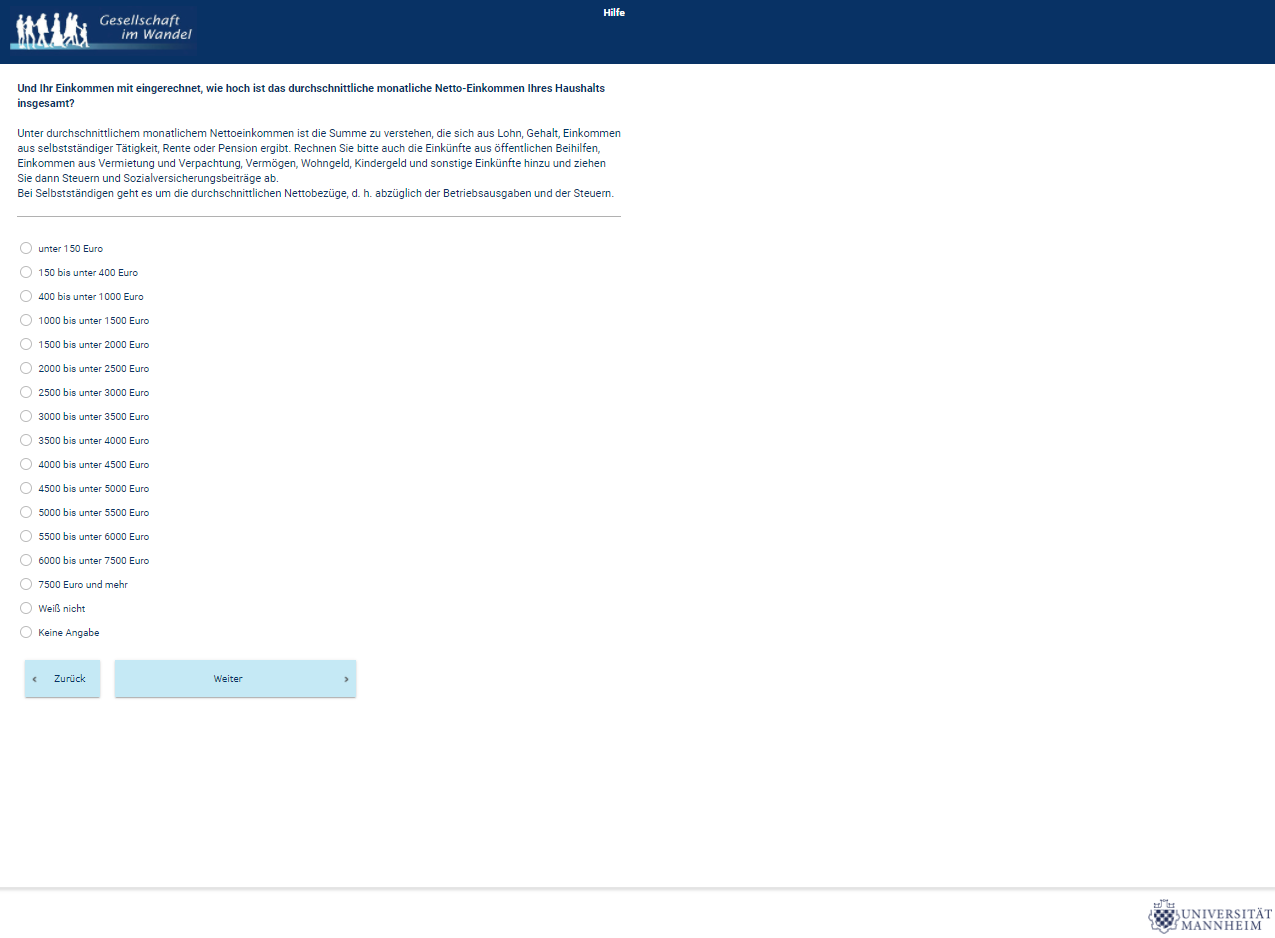 Gesellschaft
im Wandel
Hilfe
Und Ihr Einkommen mit eingerechnet, wie hoch ist das durchschnittliche monatliche Netto-Einkommen Ihres Haushalts
insgesamt?
Unter durchschnittlichem monatlichem Nettoeinkommen ist die Summe zu verstehen, die sich aus Lohn, Gehalt, Einkommen
aus selbstständiger Tätigkeit, Rente oder Pension ergibt. Rechnen Sie bitte auch die Einkünfte aus öffentlichen Beihilfen,
Einkommen aus Vermietung und Verpachtung, Vermögen, Wohngeld, Kindergeld und sonstige Einkünfte hinzu und ziehen
Sie dann Steuern und Sozialversicherungsbeiträge ab.
Bei Selbstständigen geht es um die durchschnittlichen Nettobezüge, d. h. abzüglich der Betriebsausgaben und der Steuern.
unter 150 Euro
150 bis unter 400 Euro
400 bis unter 1000 Euro
1000 bis unter 1500 Euro
1500 bis unter 2000 Euro
2000 bis unter 2500 Euro
2500 bis unter 3000 Euro
3000 bis unter 3500 Euro
3500 bis unter 4000 Euro
4000 bis unter 4500 Euro
4500 bis unter 5000 Euro
5000 bis unter 5500 Euro
5500 bis unter 6000 Euro
6000 bis unter 7500 Euro
7500 Euro und mehr
Weiß nicht
Keine Angabe
‹ Zurück
Weiter ›
UNIVERSITÄT
MANNHEIM